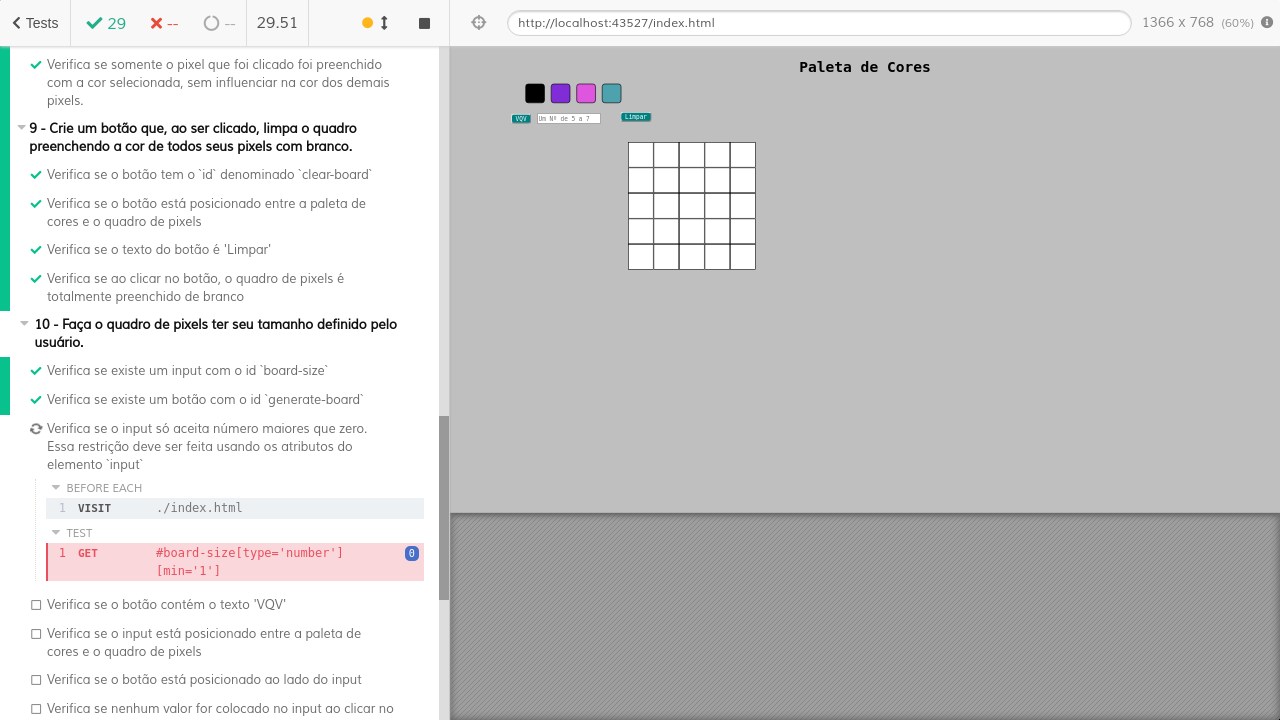 Tests
29
--
--
29.51
http://localhost:43527/index.html
1366 x 768 (60%)
Verifica se somente o pixel que foi clicado foi preenchido
com a cor selecionada, sem influenciar na cor dos demais
pixels.
9 - Crie um botão que, ao ser clicado, limpa o quadro
preenchendo a cor de todos seus pixels com branco.
Verifica se o botão tem o `id` denominado `clear-board`
Verifica se o botão está posicionado entre a paleta de
cores e o quadro de pixels
Verifica se o texto do botão é 'Limpar'
Verifica se ao clicar no botão, o quadro de pixels é
totalmente preenchido de branco
10 - Faça o quadro de pixels ter seu tamanho definido pelo
usuário.
Verifica se existe um input com o id `board-size`
Verifica se existe um botão com o id `generate-board`
Verifica se o input só aceita número maiores que zero.
Essa restrição deve ser feita usando os atributos do
elemento `input`
BEFORE EACH
1 VISIT ./index.html
TEST
1 GET #board-size[type='number'] 0
[min='1']
Verifica se o botão contém o texto 'VQV'
Verifica se o input está posicionado entre a paleta de
cores e o quadro de pixels
Verifica se o botão está posicionado ao lado do input
Verifica se nenhum valor for colocado no input ao clicar no
Paleta de Cores
VQV
Um Nº de 5 a 7
Limpar